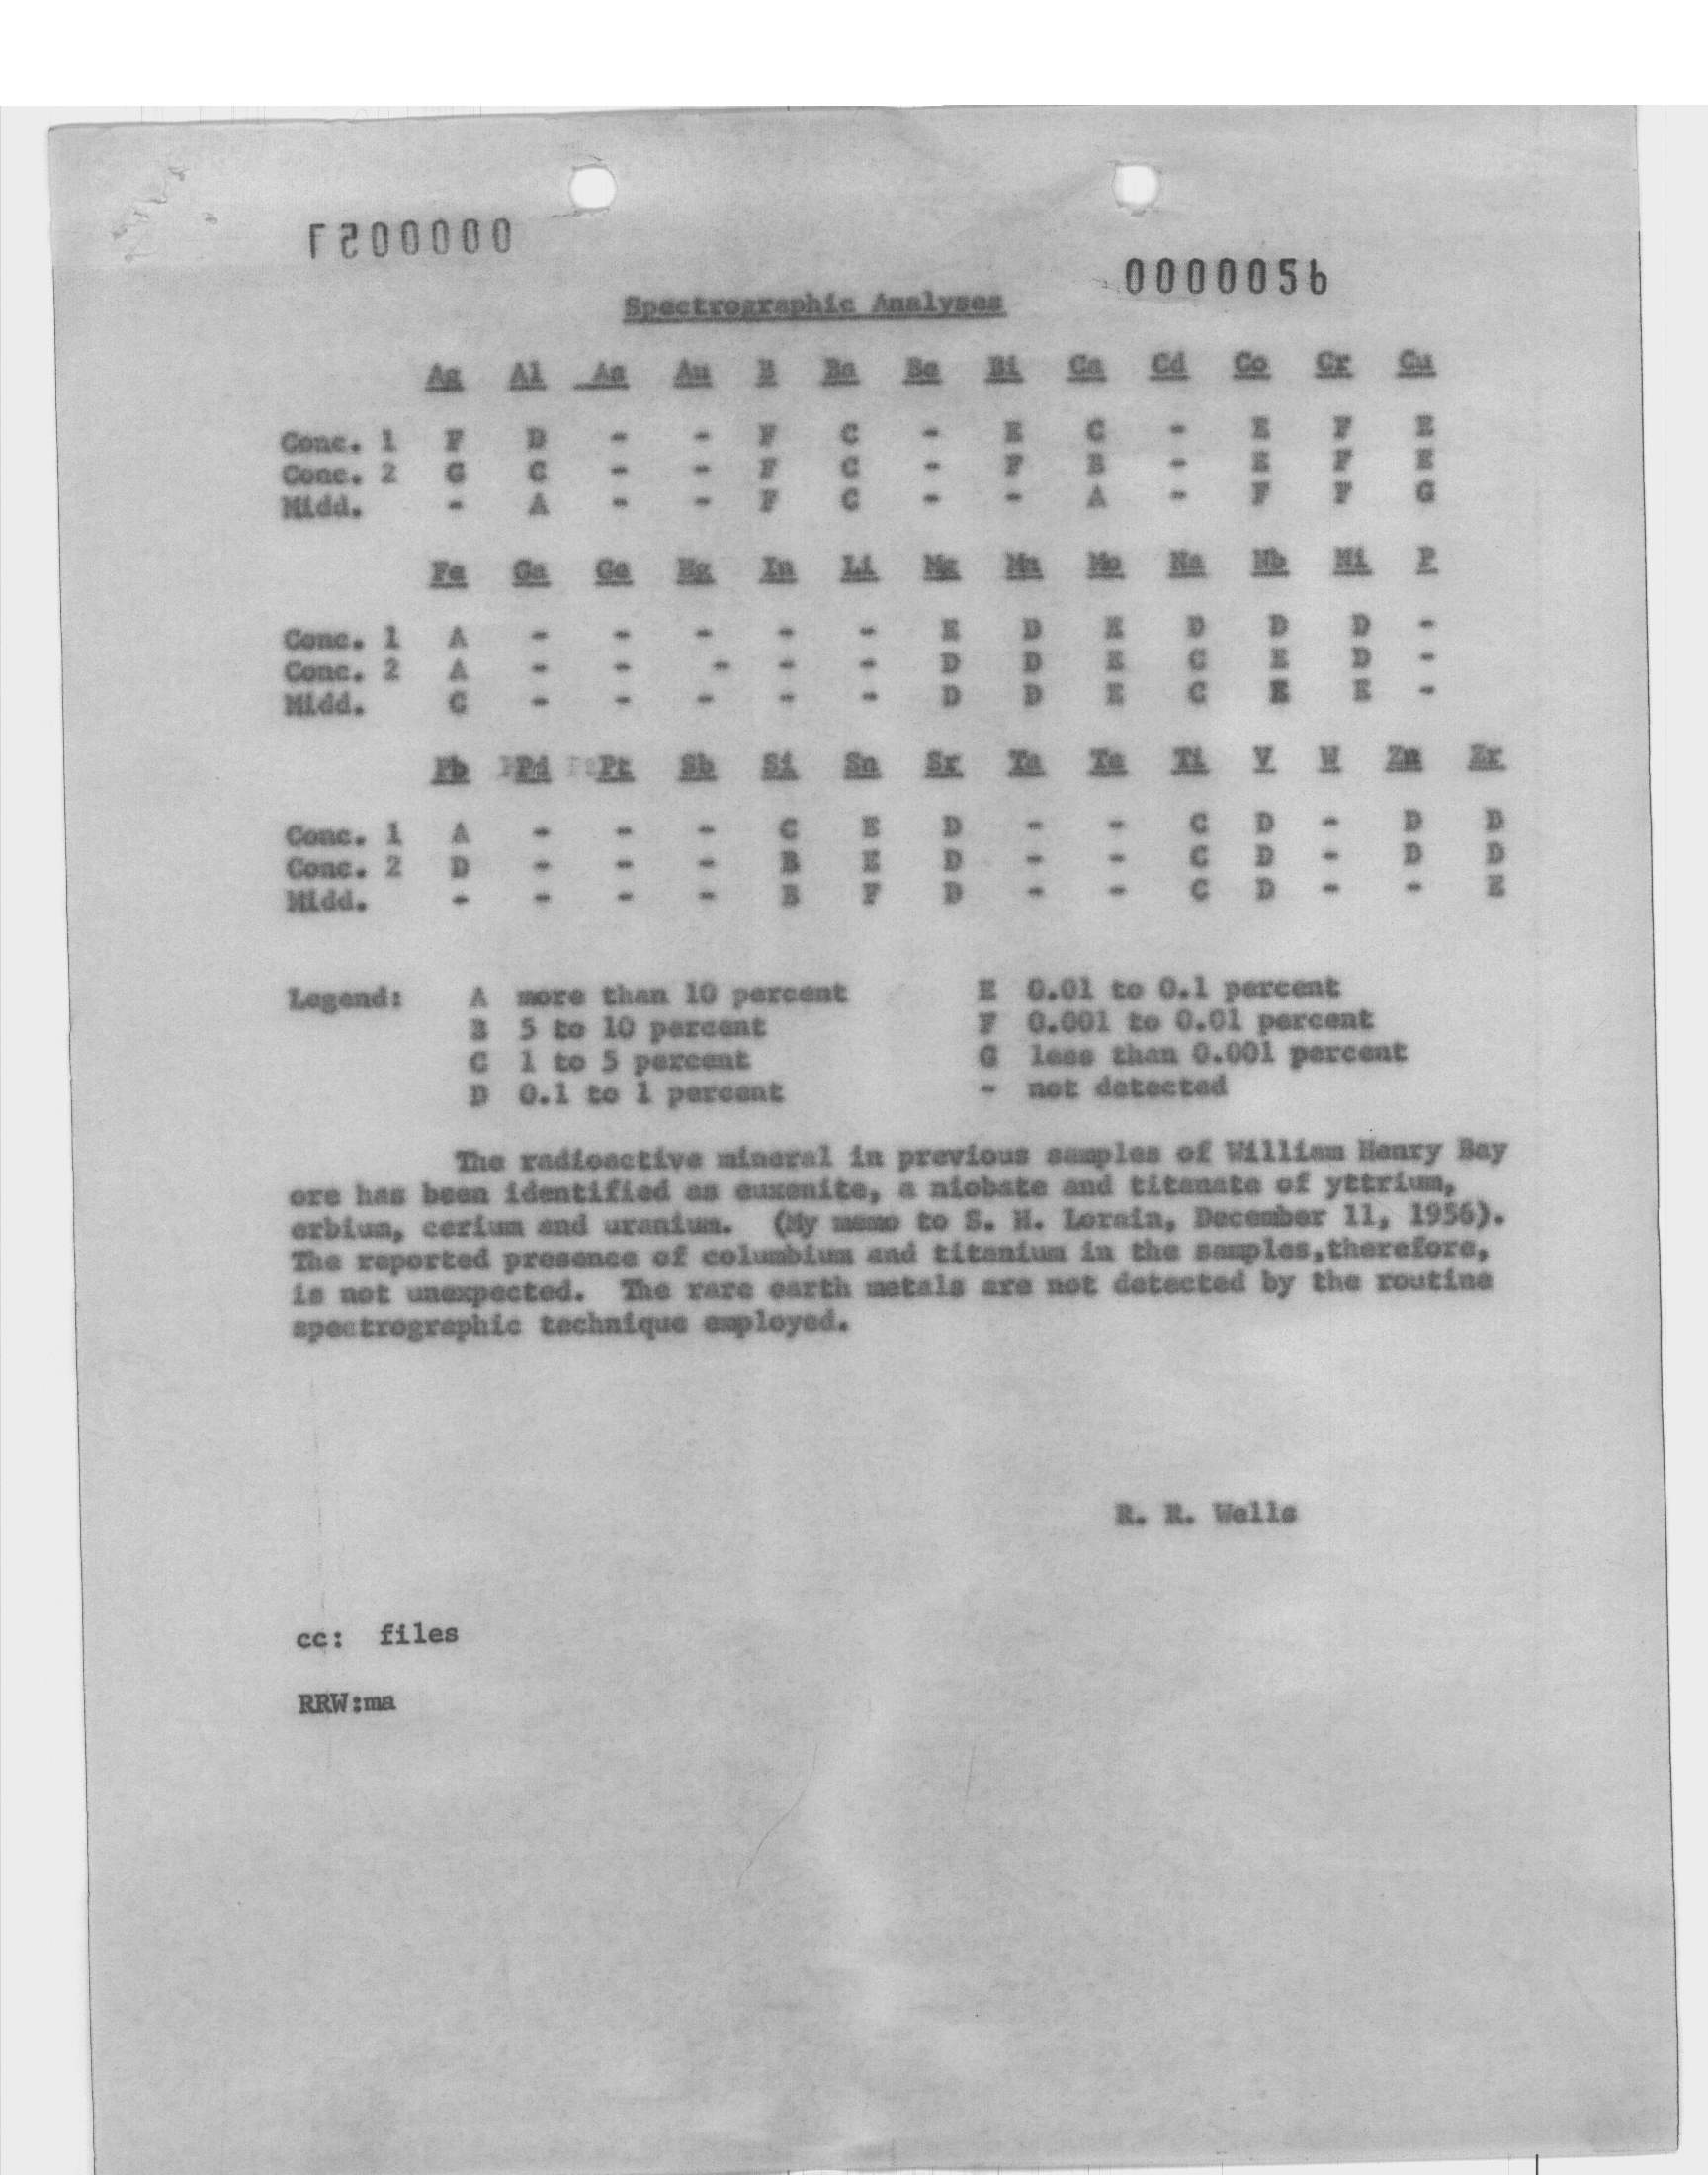 0000057
0000056
Spectrographic Analyses
Ag Al As Au B Ba Be Bi Ca Cd Co Cr Cu
Conc. 1 F D - - F C - E C - E F E
Conc. 2 G C - - F C - F B - E F E
Midd. - A - - F C - - A - F F G
Fe Ga Ge Hg In Li Mg Mn Mo Na Nb Ni P
Conc. 1 A - - - - - E D E D D D -
Conc. 2 A - - - - - D D E C E D -
Midd. C - - - - - D D E C E E -
Pb Pd Pt Sb Si Sn Sr Ta Te Ti V W Zn Zr
Conc. 1 A - - - C E D - - C D - D D
Conc. 2 D - - - B E D - - C D - D D
Midd. - - - - B F D - - C D - - E
Legend: A more than 10 percent E 0.01 to 0.1 percent
B 5 to 10 percent F 0.001 to 0.01 percent
C 1 to 5 percent G less than 0.001 percent
D 0.1 to 1 percent - not detected
The radioactive mineral in previous samples of William Henry Bay
ore has been identified as euxenite, a niobate and titanate of yttrium,
erbium, cerium and uranium. (My memo to S. H. Lorain, December 11, 1956).
The reported presence of columbium and titanium in the samples,therefore,
is not unexpected. The rare earth metals are not detected by the routine
spectrographic technique employed.
R. R. Wells
cc: files
RRW:ma